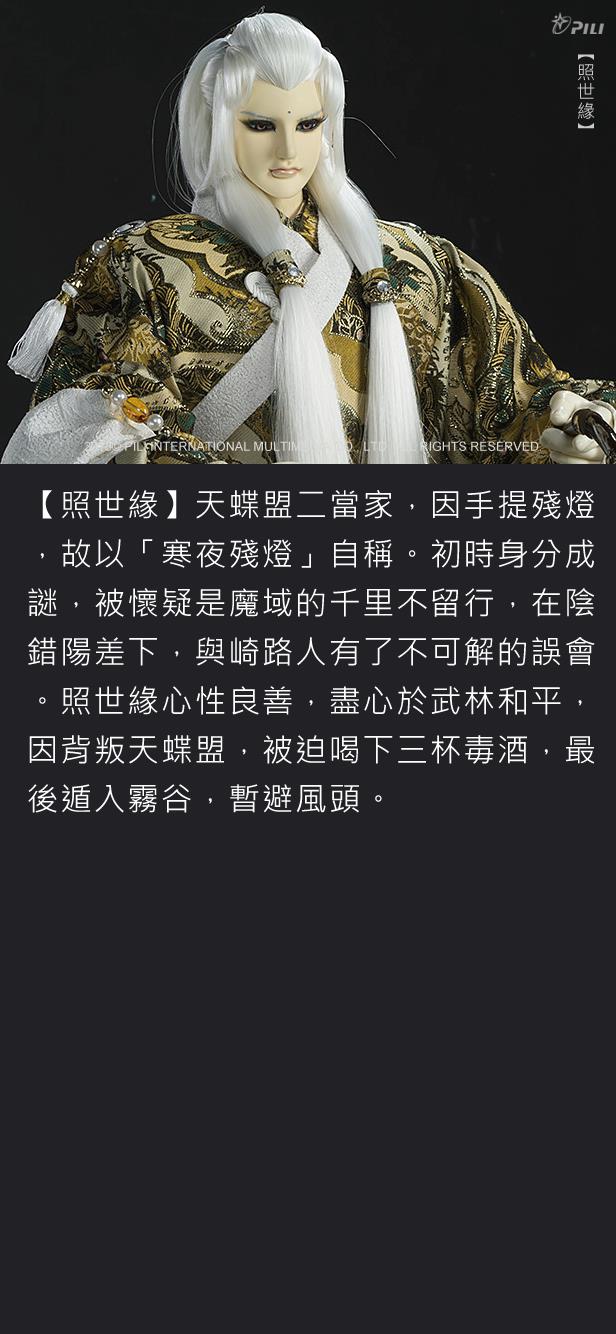 PILI
【照世緣】
PILI INTERNATIONAL MULTIM CO., LTD. ALL RIGHTS RESERVED
【照世緣】天蝶盟二當家，因手提殘燈
，故以「寒夜殘燈」自稱。初時身分成
謎，被懷疑是魔域的千里不留行，在陰
錯陽差下，與崎路人有了不可解的誤會
。照世緣心性良善，盡心於武林和平，
因背叛天蝶盟，被迫喝下三杯毒酒，最
後遁入霧谷，暫避風頭。